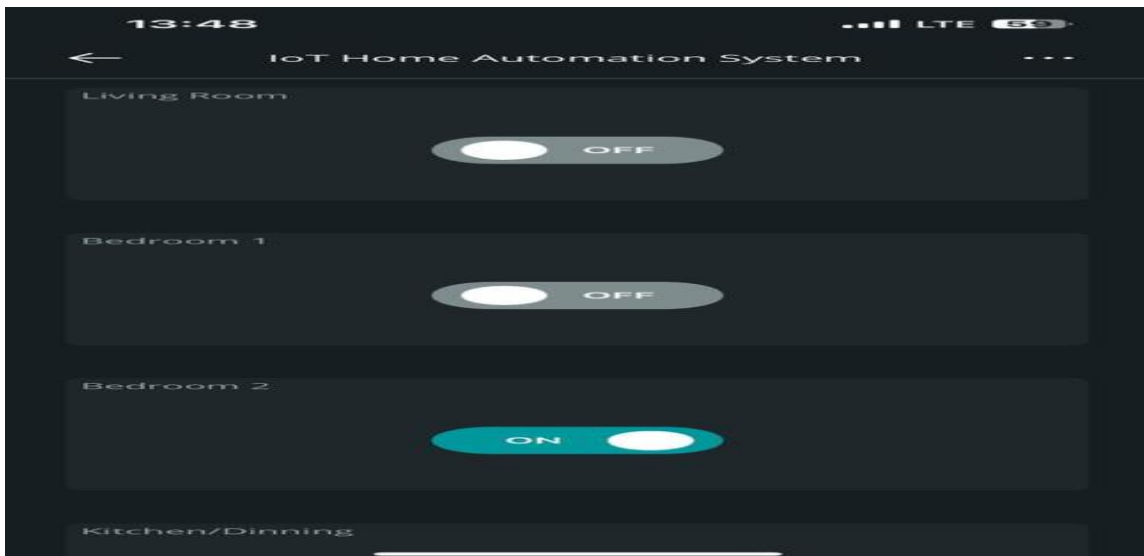 13:48 LTE 59
IoT Home Automation System
Living Room
OFF
Bedroom 1
OFF
Bedroom 2
ON
Kitchen/Dinning